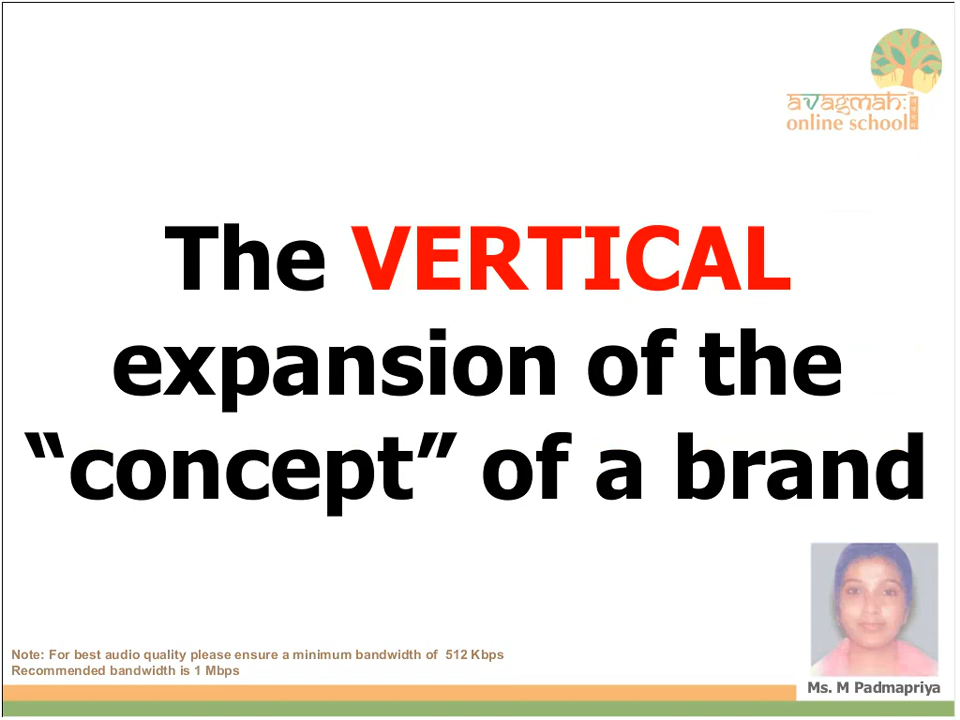 avagmah:
online school
The VERTICAL
expansion of the
“concept” of a brand
Note: For best audio quality please ensure a minimum bandwidth of 512 Kbps
Recommended bandwidth is 1 Mbps
Ms. M Padmapriya